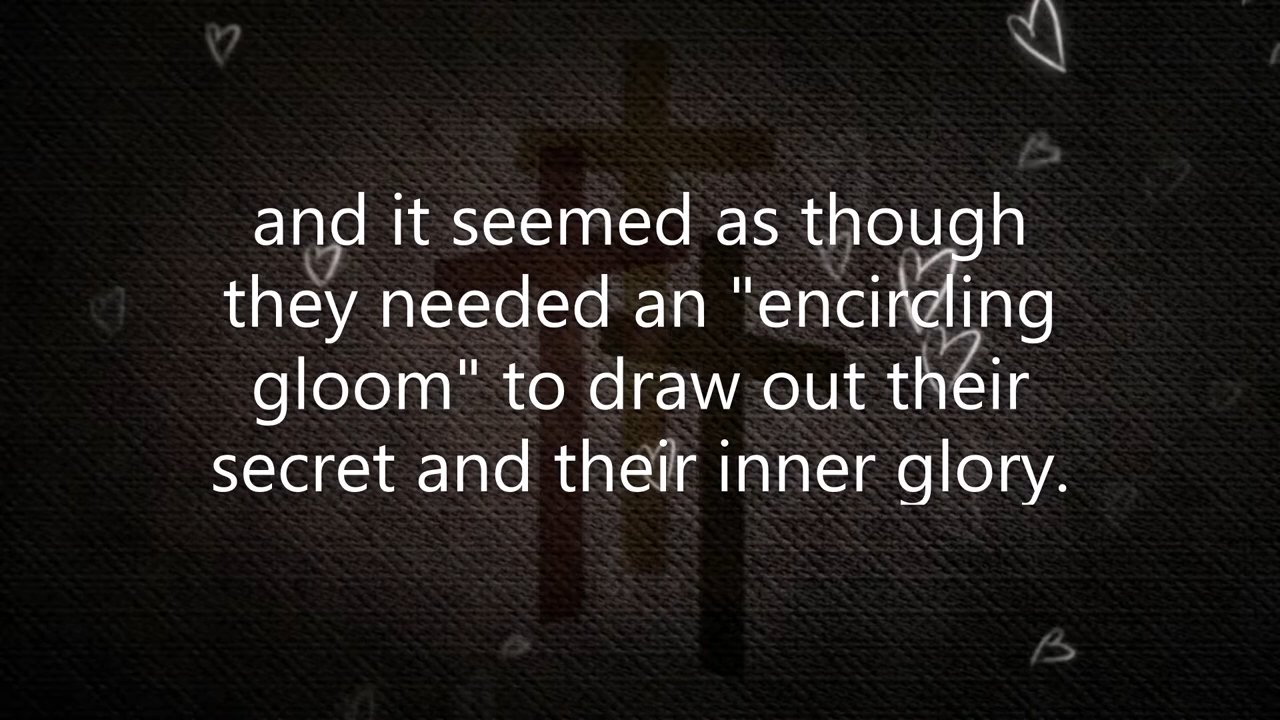 and it seemed as though
they needed an "encircling
gloom" to draw out their
secret and their inner glory.